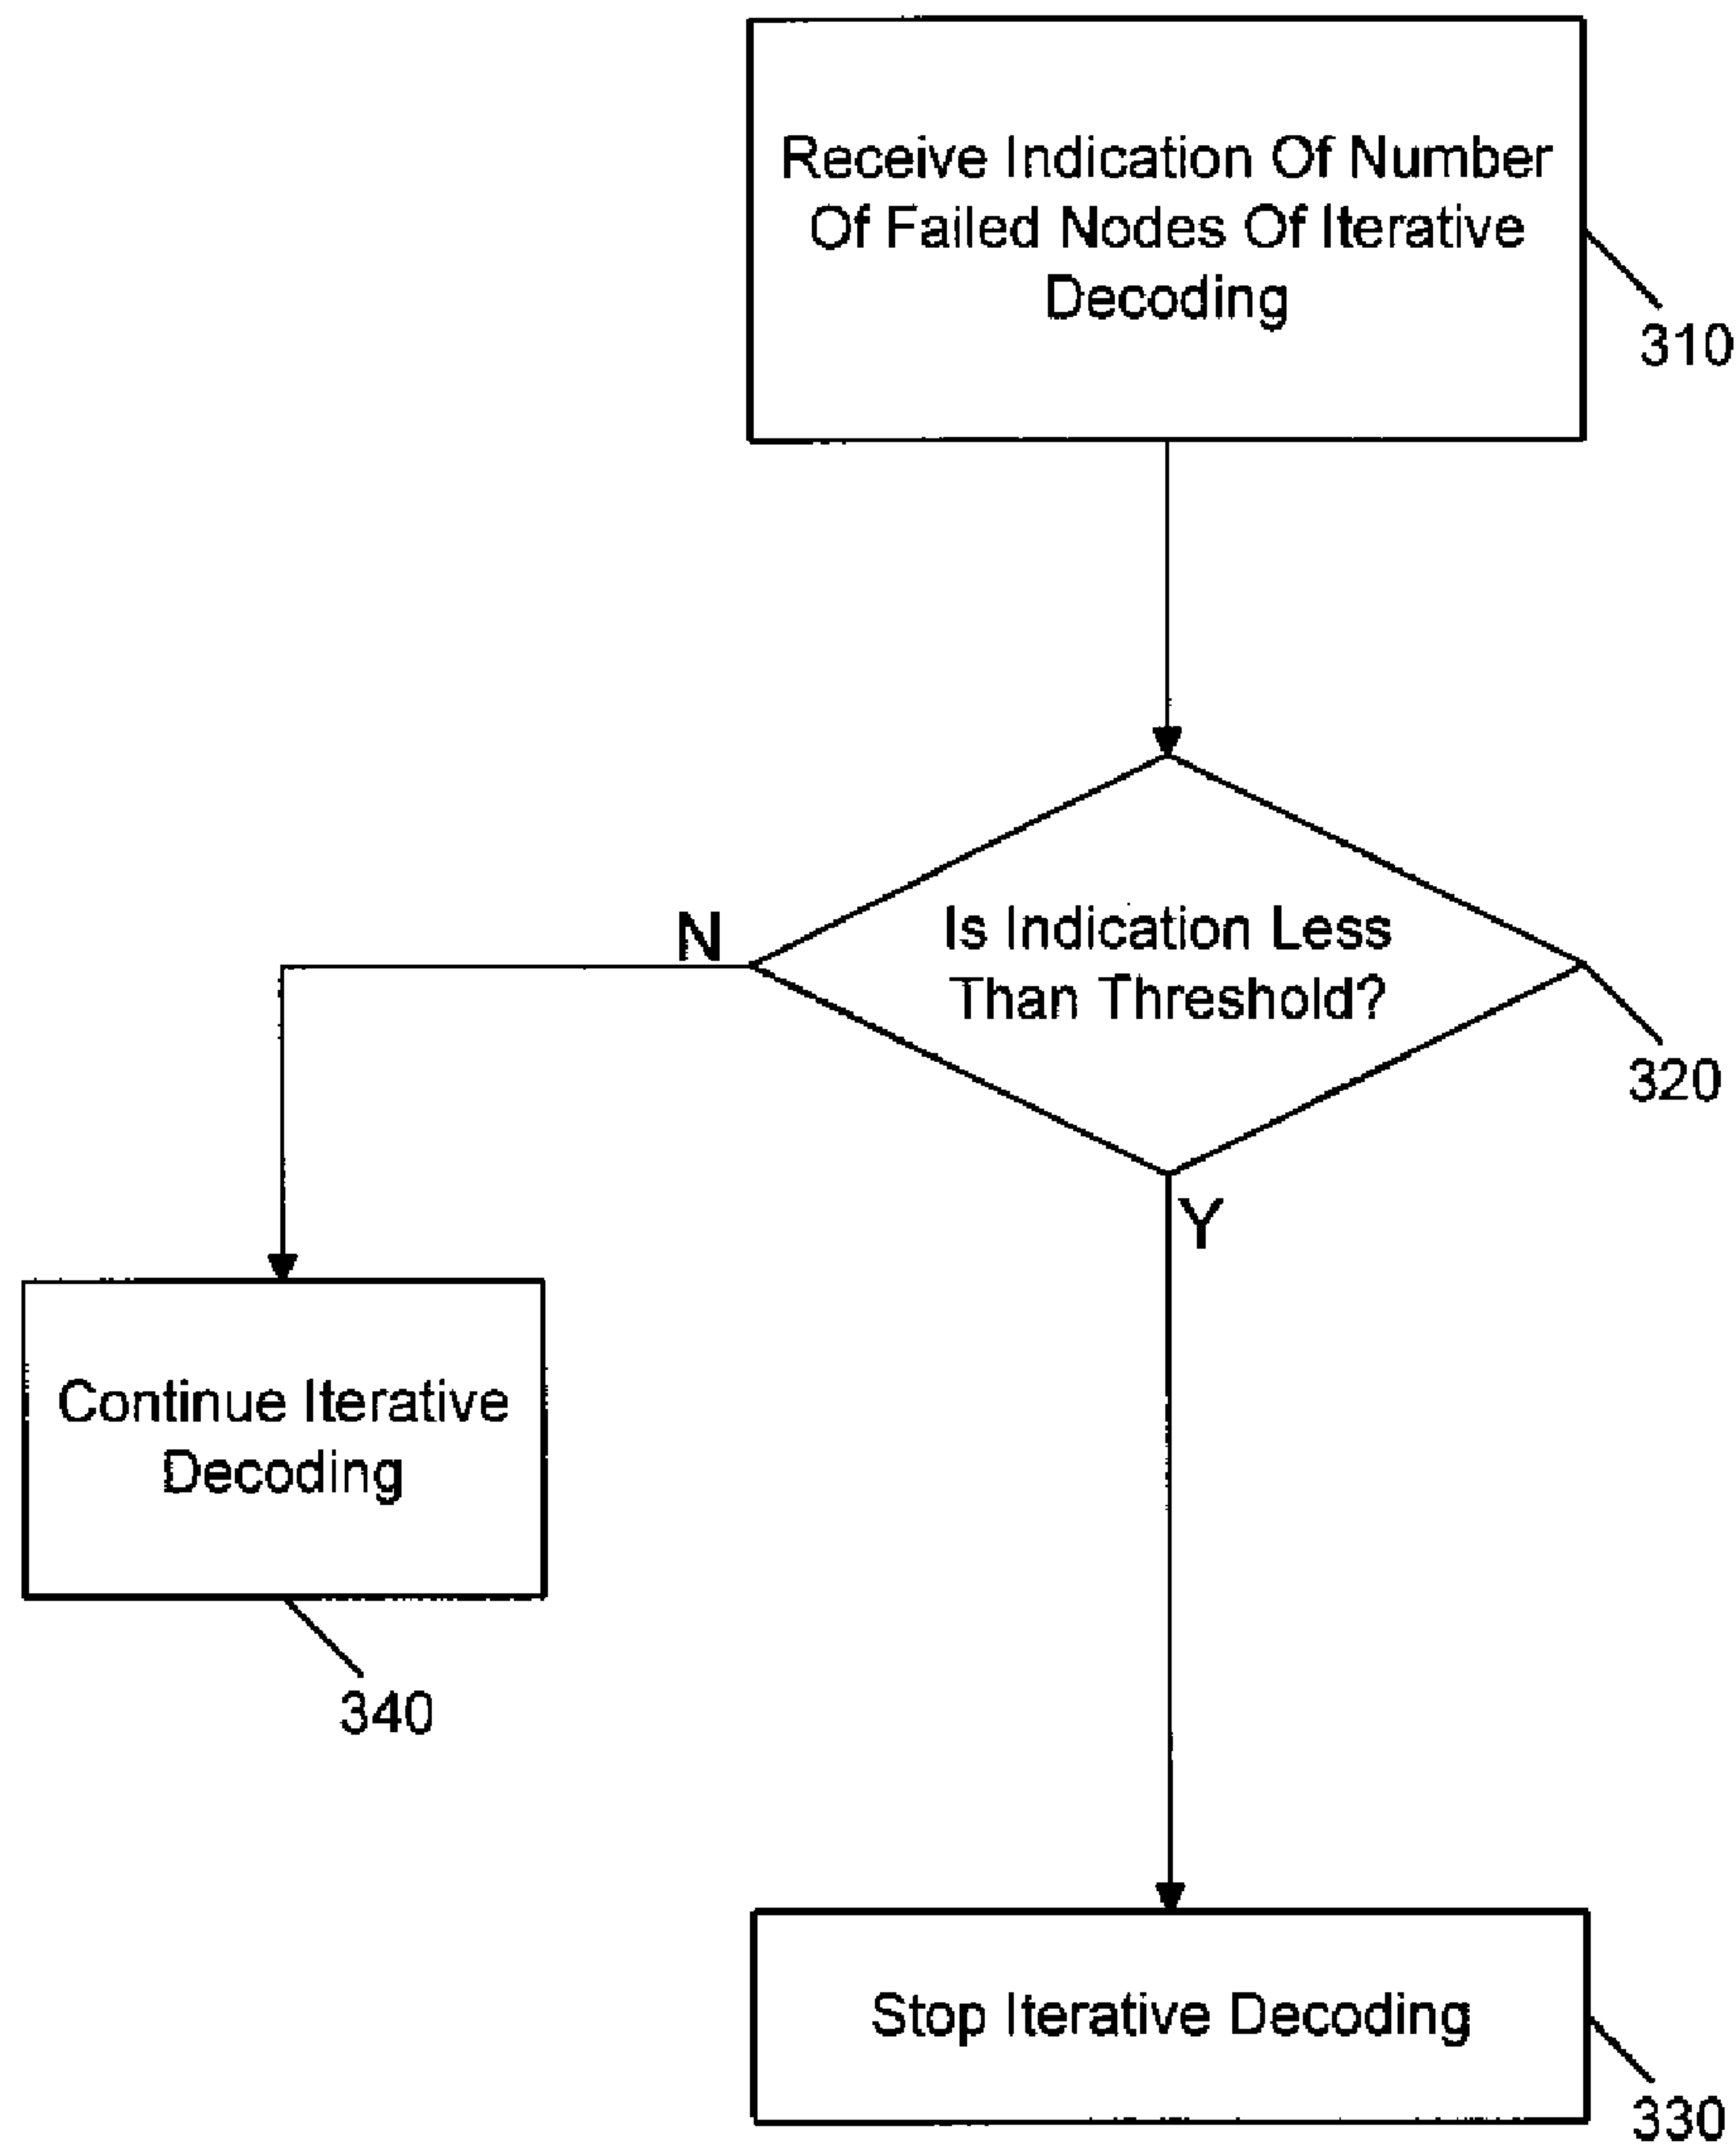 Receive Indication Of Number
Of Failed Nodes Of Iterative
Decoding
310
Is Indication Less
Than Threshold?
N
320
Y
Continue Iterative
Decoding
340
Stop Iterative Decoding
330